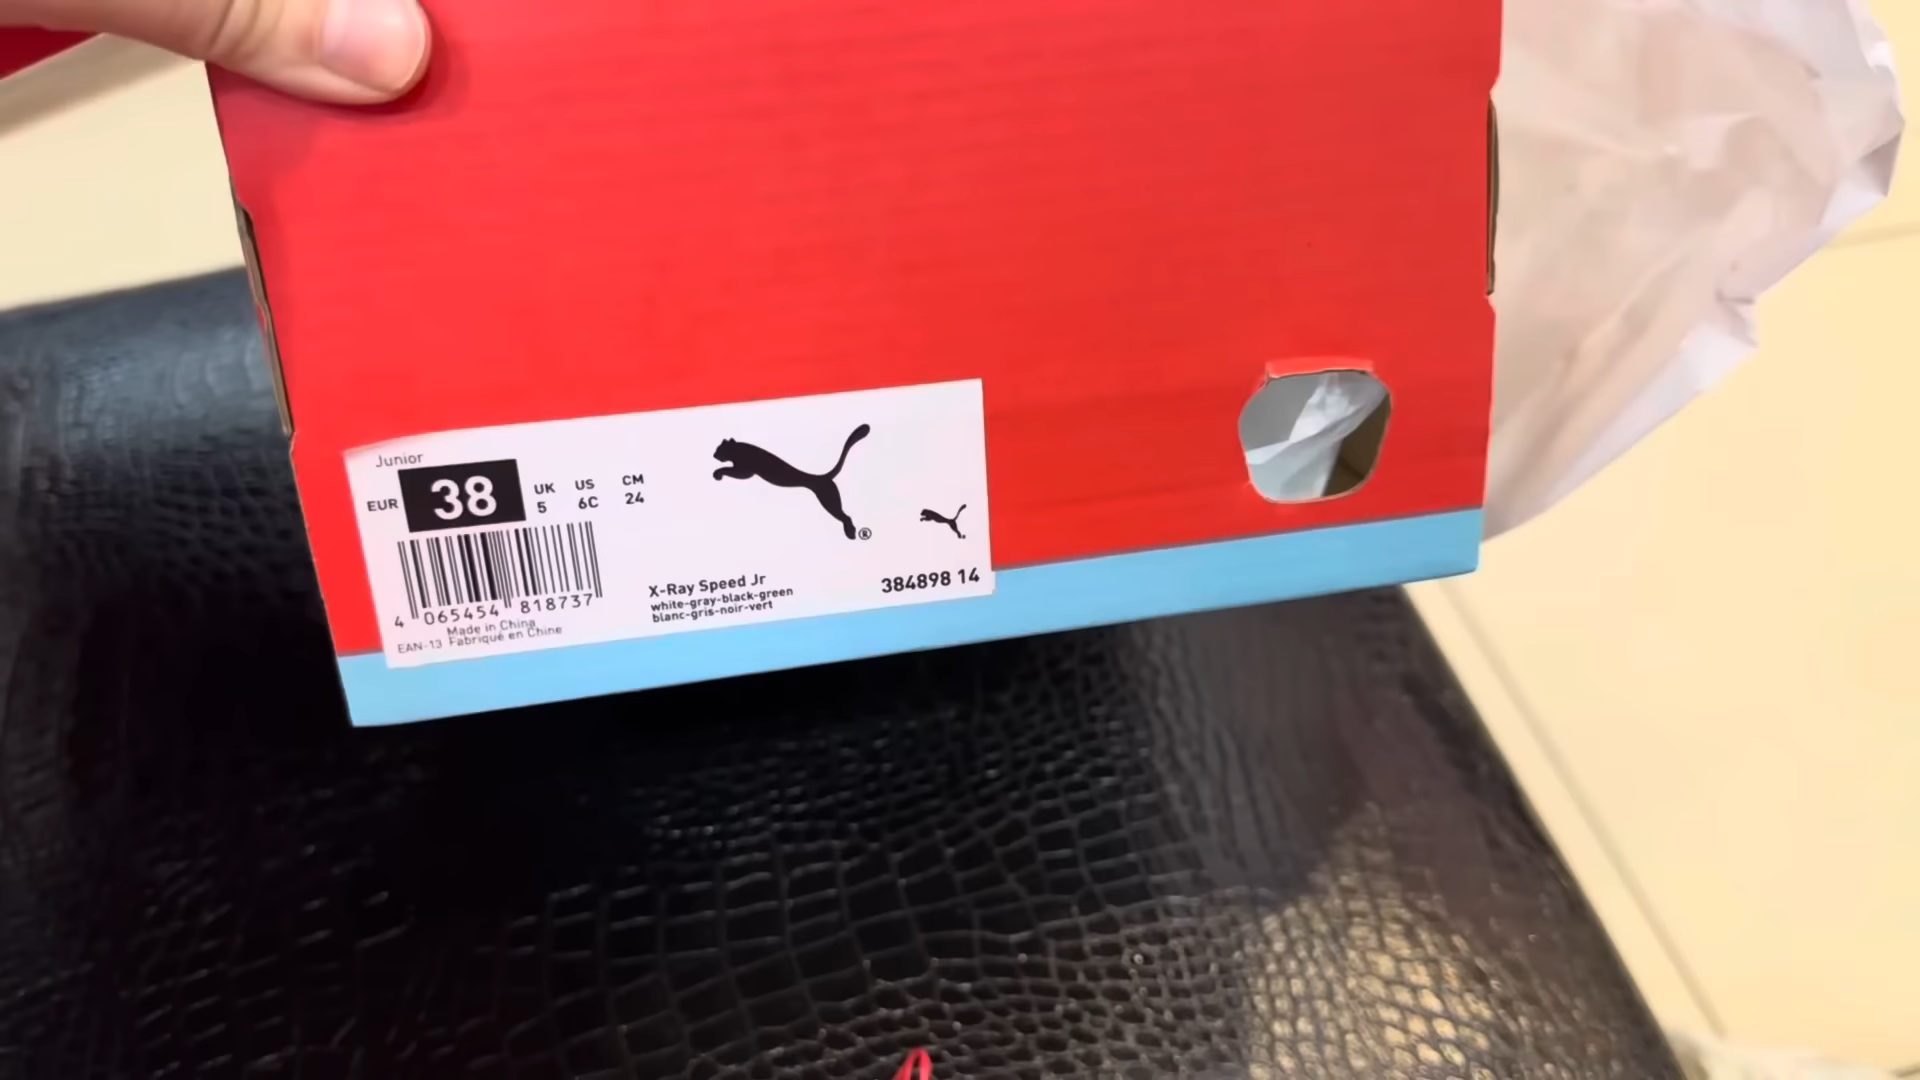 Junior
EUR 38
UK US CM
5 6C 24
4 065454 818737
Made in China
EAN-13 Fabriqué en Chine
®
X-Ray Speed Jr
white-gray-black-green
blanc-gris-noir-vert
384898 14